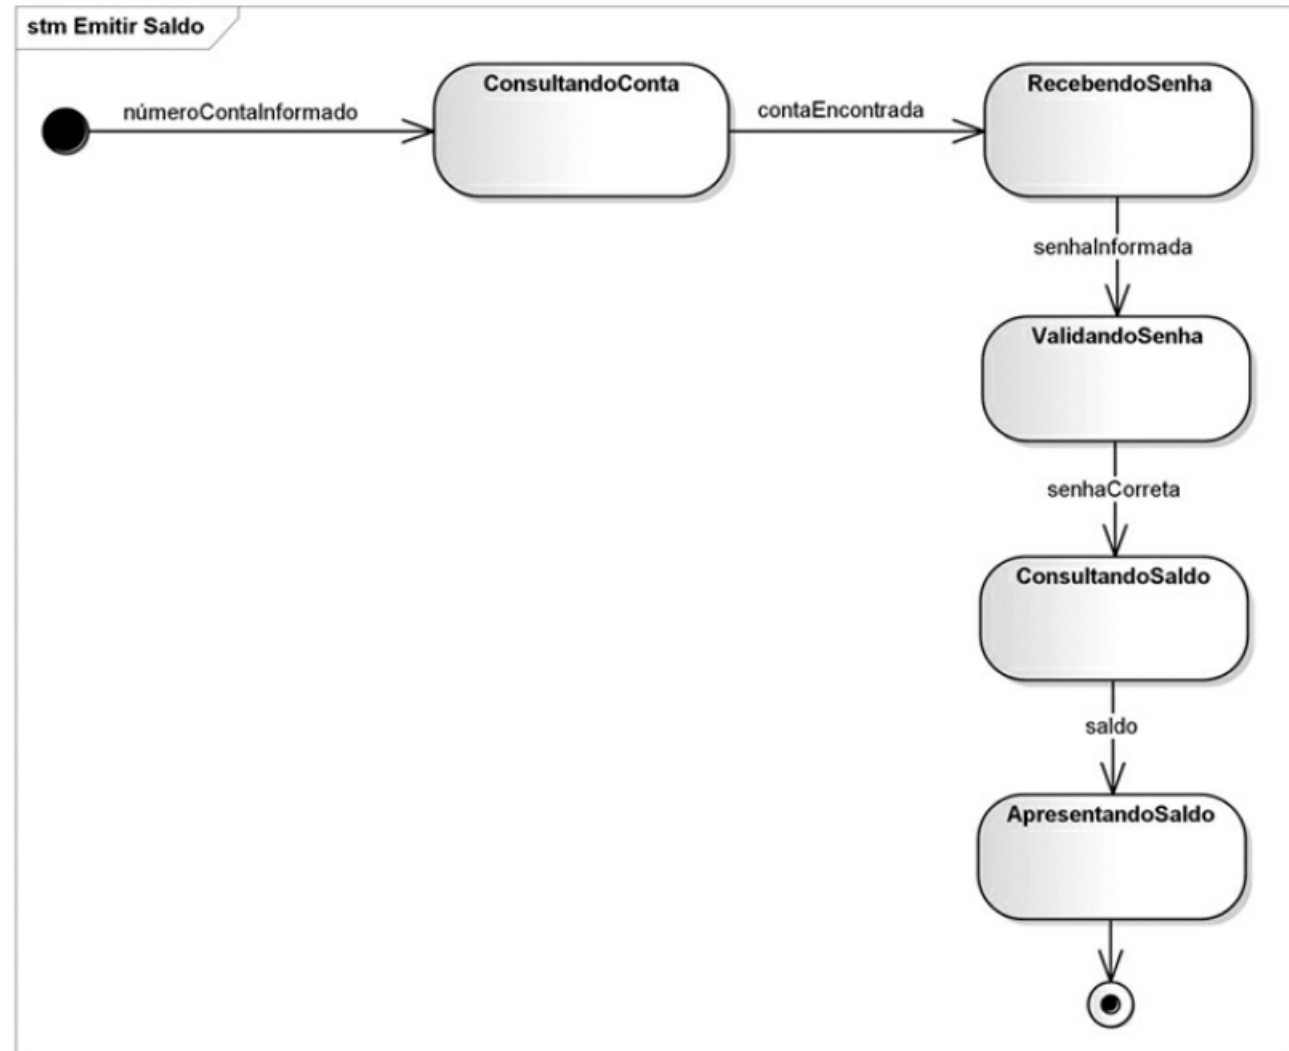 stm Emitir Saldo
númeroContaInformado
ConsultandoConta
contaEncontrada
RecebendoSenha
senhaInformada
ValidandoSenha
senhaCorreta
ConsultandoSaldo
saldo
ApresentandoSaldo